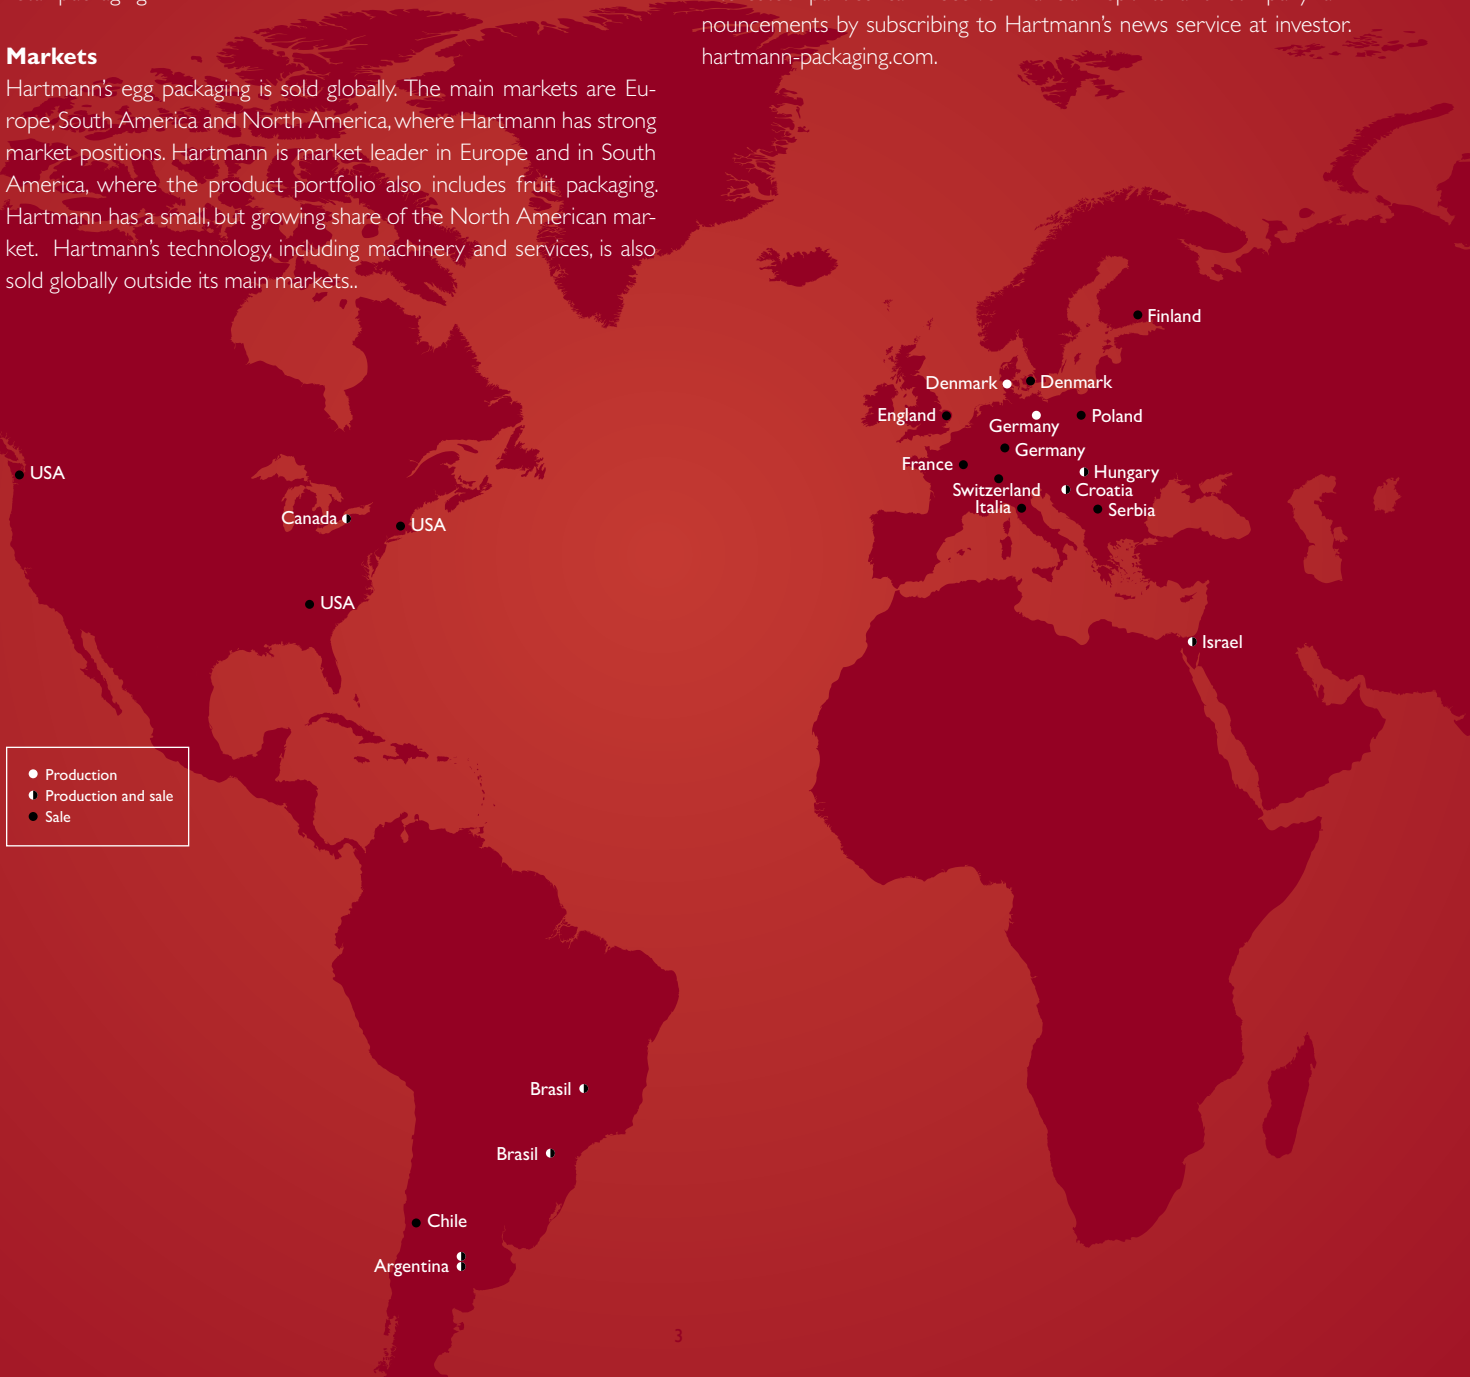 Markets
Hartmann's egg packaging is sold globally. The main markets are Eu-
rope, South America and North America, where Hartmann has strong
market positions. Hartmann is market leader in Europe and in South
America, where the product portfolio also includes fruit packaging.
Hartmann has a small, but growing share of the North American mar-
ket. Hartmann's technology, including machinery and services, is also
sold globally outside its main markets..
nouncements by subscribing to Hartmann's news service at investor.
hartmann-packaging.com.
Finland
Denmark
Denmark
England
Germany
Poland
Germany
France
Hungary
Switzerland
Croatia
Italia
Serbia
USA
Canada
USA
USA
Israel
Production
Production and sale
Sale
Brasil
Brasil
Chile
Argentina
3